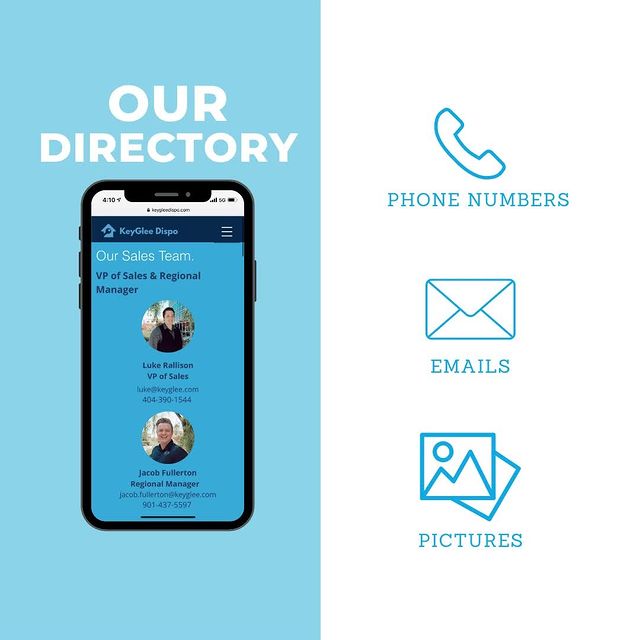 OUR
DIRECTORY
4:10
5G
keygleedispo.com
KeyGlee Dispo
Our Sales Team.
VP of Sales & Regional
Manager
Luke Rallison
VP of Sales
luke@keyglee.com
404-390-1544
Jacob Fullerton
Regional Manager
jacob.fullerton@keyglee.com
901-437-5597
PHONE NUMBERS
EMAILS
PICTURES